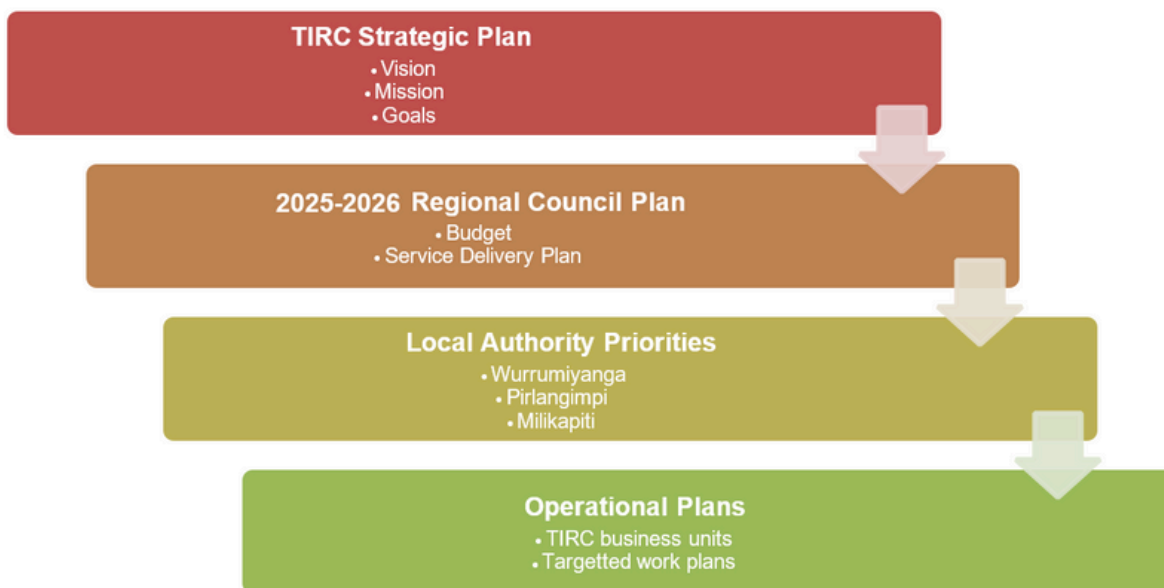 TIRC Strategic Plan
• Vision
• Mission
• Goals
2025-2026 Regional Council Plan
• Budget
• Service Delivery Plan
Local Authority Priorities
• Wurrumiyanga
• Pirlangimpi
• Milikapiti
Operational Plans
• TIRC business units
• Targetted work plans